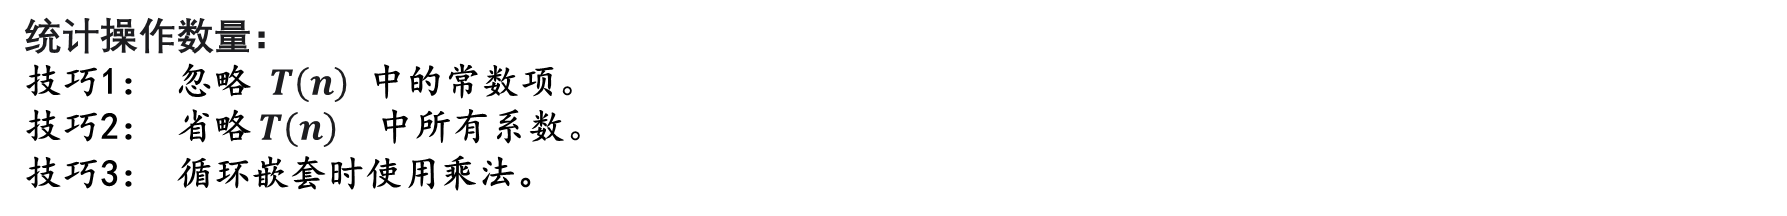 统计操作数量：
技巧1： 忽略 T(n) 中的常数项。
技巧2： 省略T(n) 中所有系数。
技巧3： 循环嵌套时使用乘法。